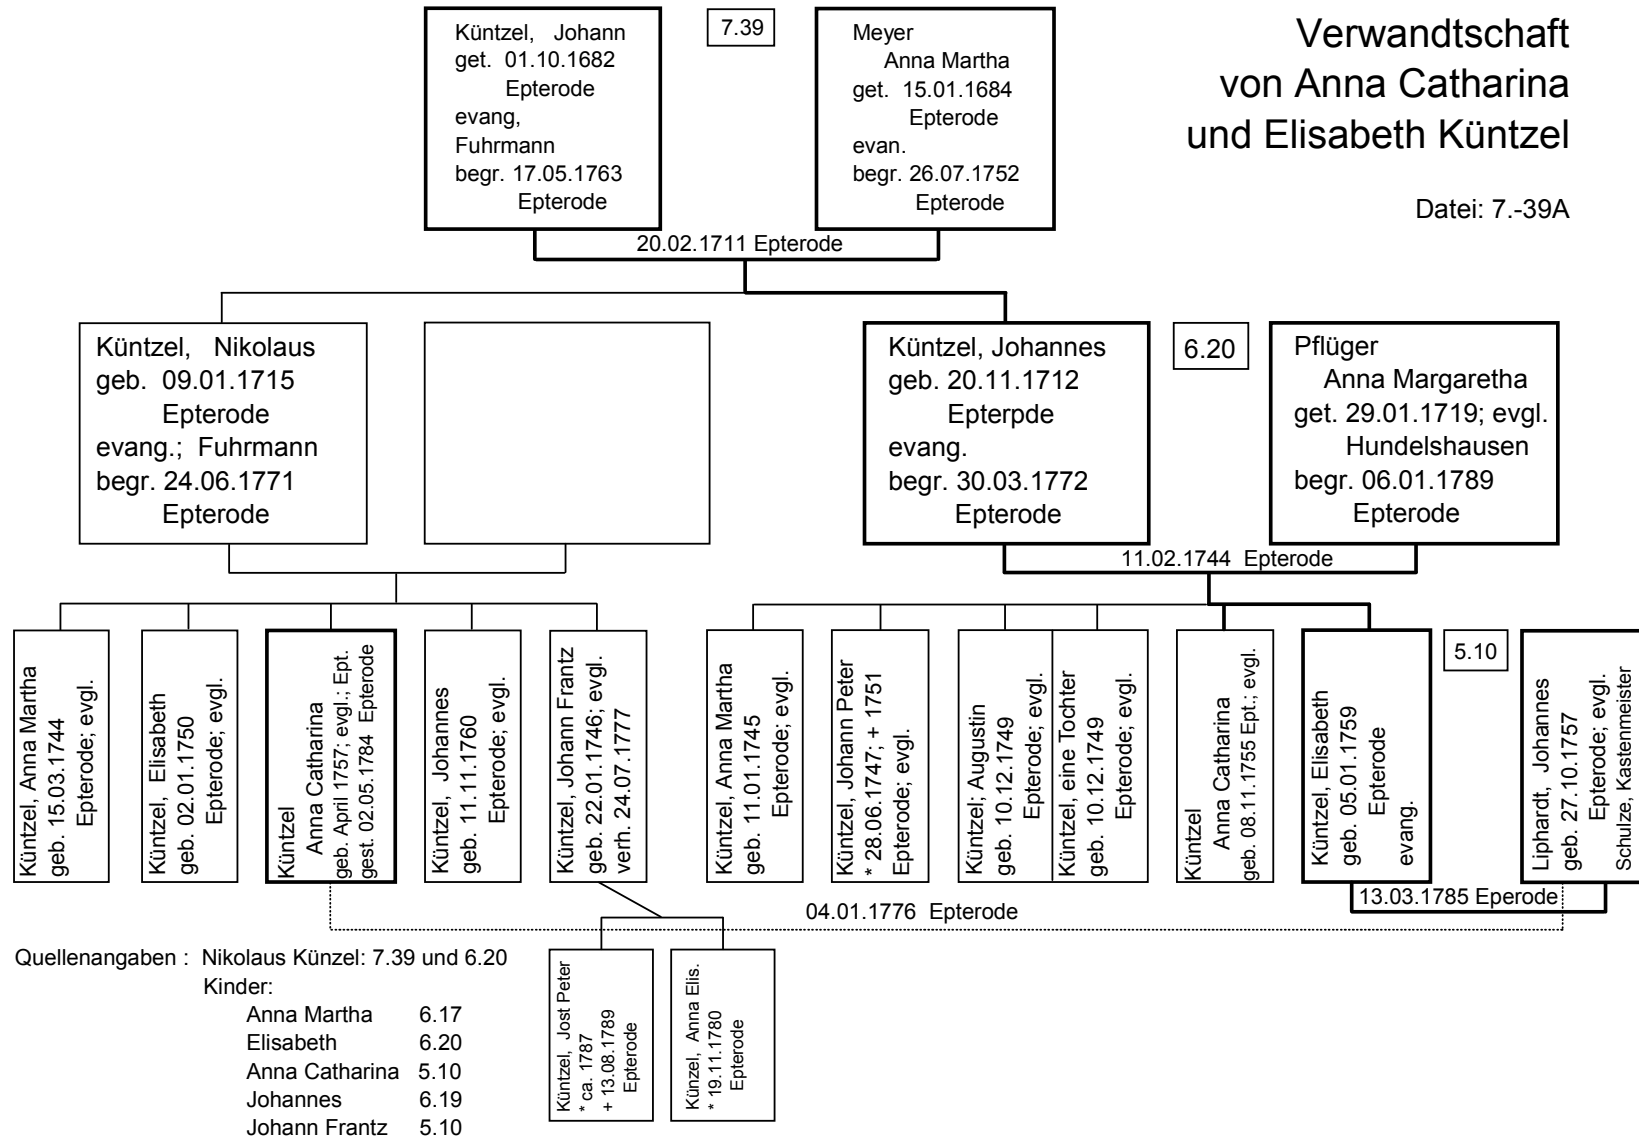 Küntzel, Johann
get. 01.10.1682
Epterode
evang,
Fuhrmann
begr. 17.05.1763
Epterode
7.39
Meyer
Anna Martha
get. 15.01.1684
Epterode
evan.
begr. 26.07.1752
Epterode
Verwandtschaft
von Anna Catharina
und Elisabeth Küntzel
Datei: 7.-39A
20.02.1711 Epterode
Küntzel, Nikolaus
geb. 09.01.1715
Epterode
evang.; Fuhrmann
begr. 24.06.1771
Epterode
Küntzel, Johannes
geb. 20.11.1712
Epterpde
evang.
begr. 30.03.1772
Epterode
6.20
Pflüger
Anna Margaretha
get. 29.01.1719; evgl.
Hundelshausen
begr. 06.01.1789
Epterode
11.02.1744 Epterode
Küntzel, Anna Martha
geb. 15.03.1744
Epterode; evgl.
Küntzel, Elisabeth
geb. 02.01.1750
Epterode; evgl.
Küntzel
Anna Catharina
geb. April 1757; evgl.; Ept.
gest. 02.05.1784 Epterode
Küntzel, Johannes
geb. 11.11.1760
Epterode; evgl.
Küntzel, Johann Frantz
geb. 22.01.1746; evgl.
verh. 24.07.1777
Küntzel, Anna Martha
geb. 11.01.1745
Epterode; evgl.
Küntzel, Johann Peter
* 28.06.1747; + 1751
Epterode; evgl.
Küntzel; Augustin
geb. 10.12.1749
Epterode; evgl.
Küntzel, eine Tochter
geb. 10.12.1749
Epterode; evgl.
Küntzel
Anna Catharina
geb. 08.11.1755 Ept.; evgl.
Küntzel, Elisabeth
geb. 05.01.1759
Epterode
evang.
5.10
Liphardt, Johannes
geb. 27.10.1757
Epterode; evgl.
Schulze, Kastenmeister
13.03.1785 Eperode
04.01.1776 Epterode
Küntzel, Jost Peter
* ca. 1787
+ 13.08.1789
Epterode
Künzel, Anna Elis.
* 19.11.1780
Epterode
Quellenangaben : Nikolaus Künzel: 7.39 und 6.20
Kinder:
Anna Martha 6.17
Elisabeth 6.20
Anna Catharina 5.10
Johannes 6.19
Johann Frantz 5.10